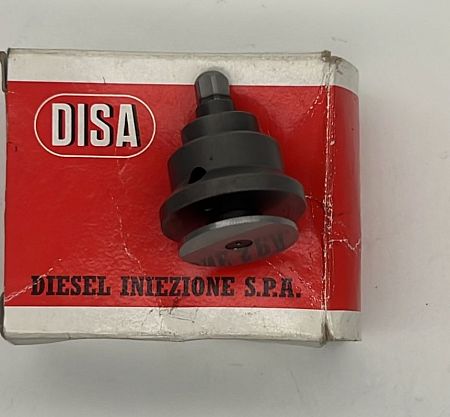 DISA
DIESEL INIEZIONE S.P.A.